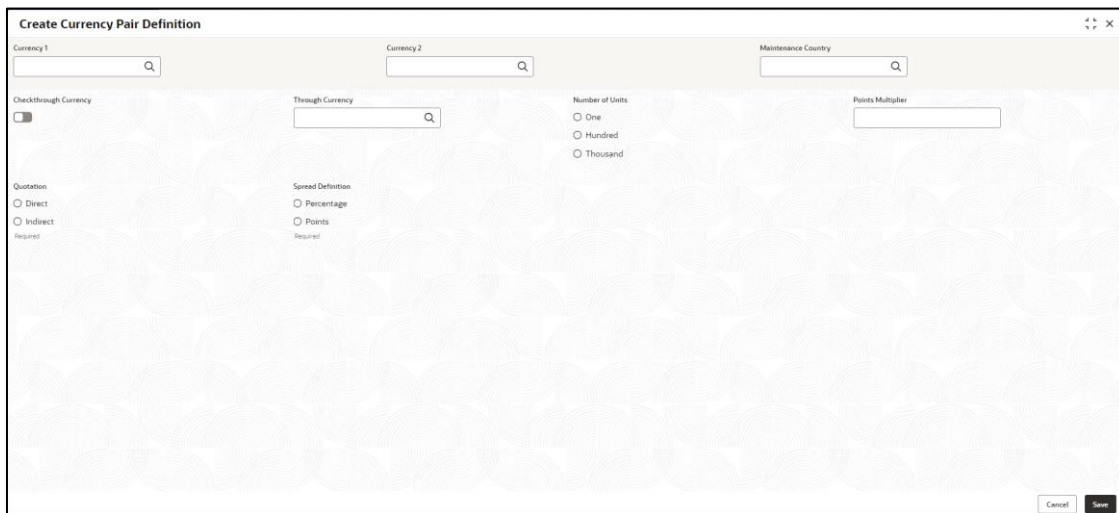 Create Currency Pair Definition
Currency 1 Currency 2 Maintenance Country
Checkthrough Currency Through Currency Number of Units Points Multiplier
One
Hundred
Thousand
Quotation Spread Definition
Direct Percentage
Indirect Points
Required Required
Cancel Save